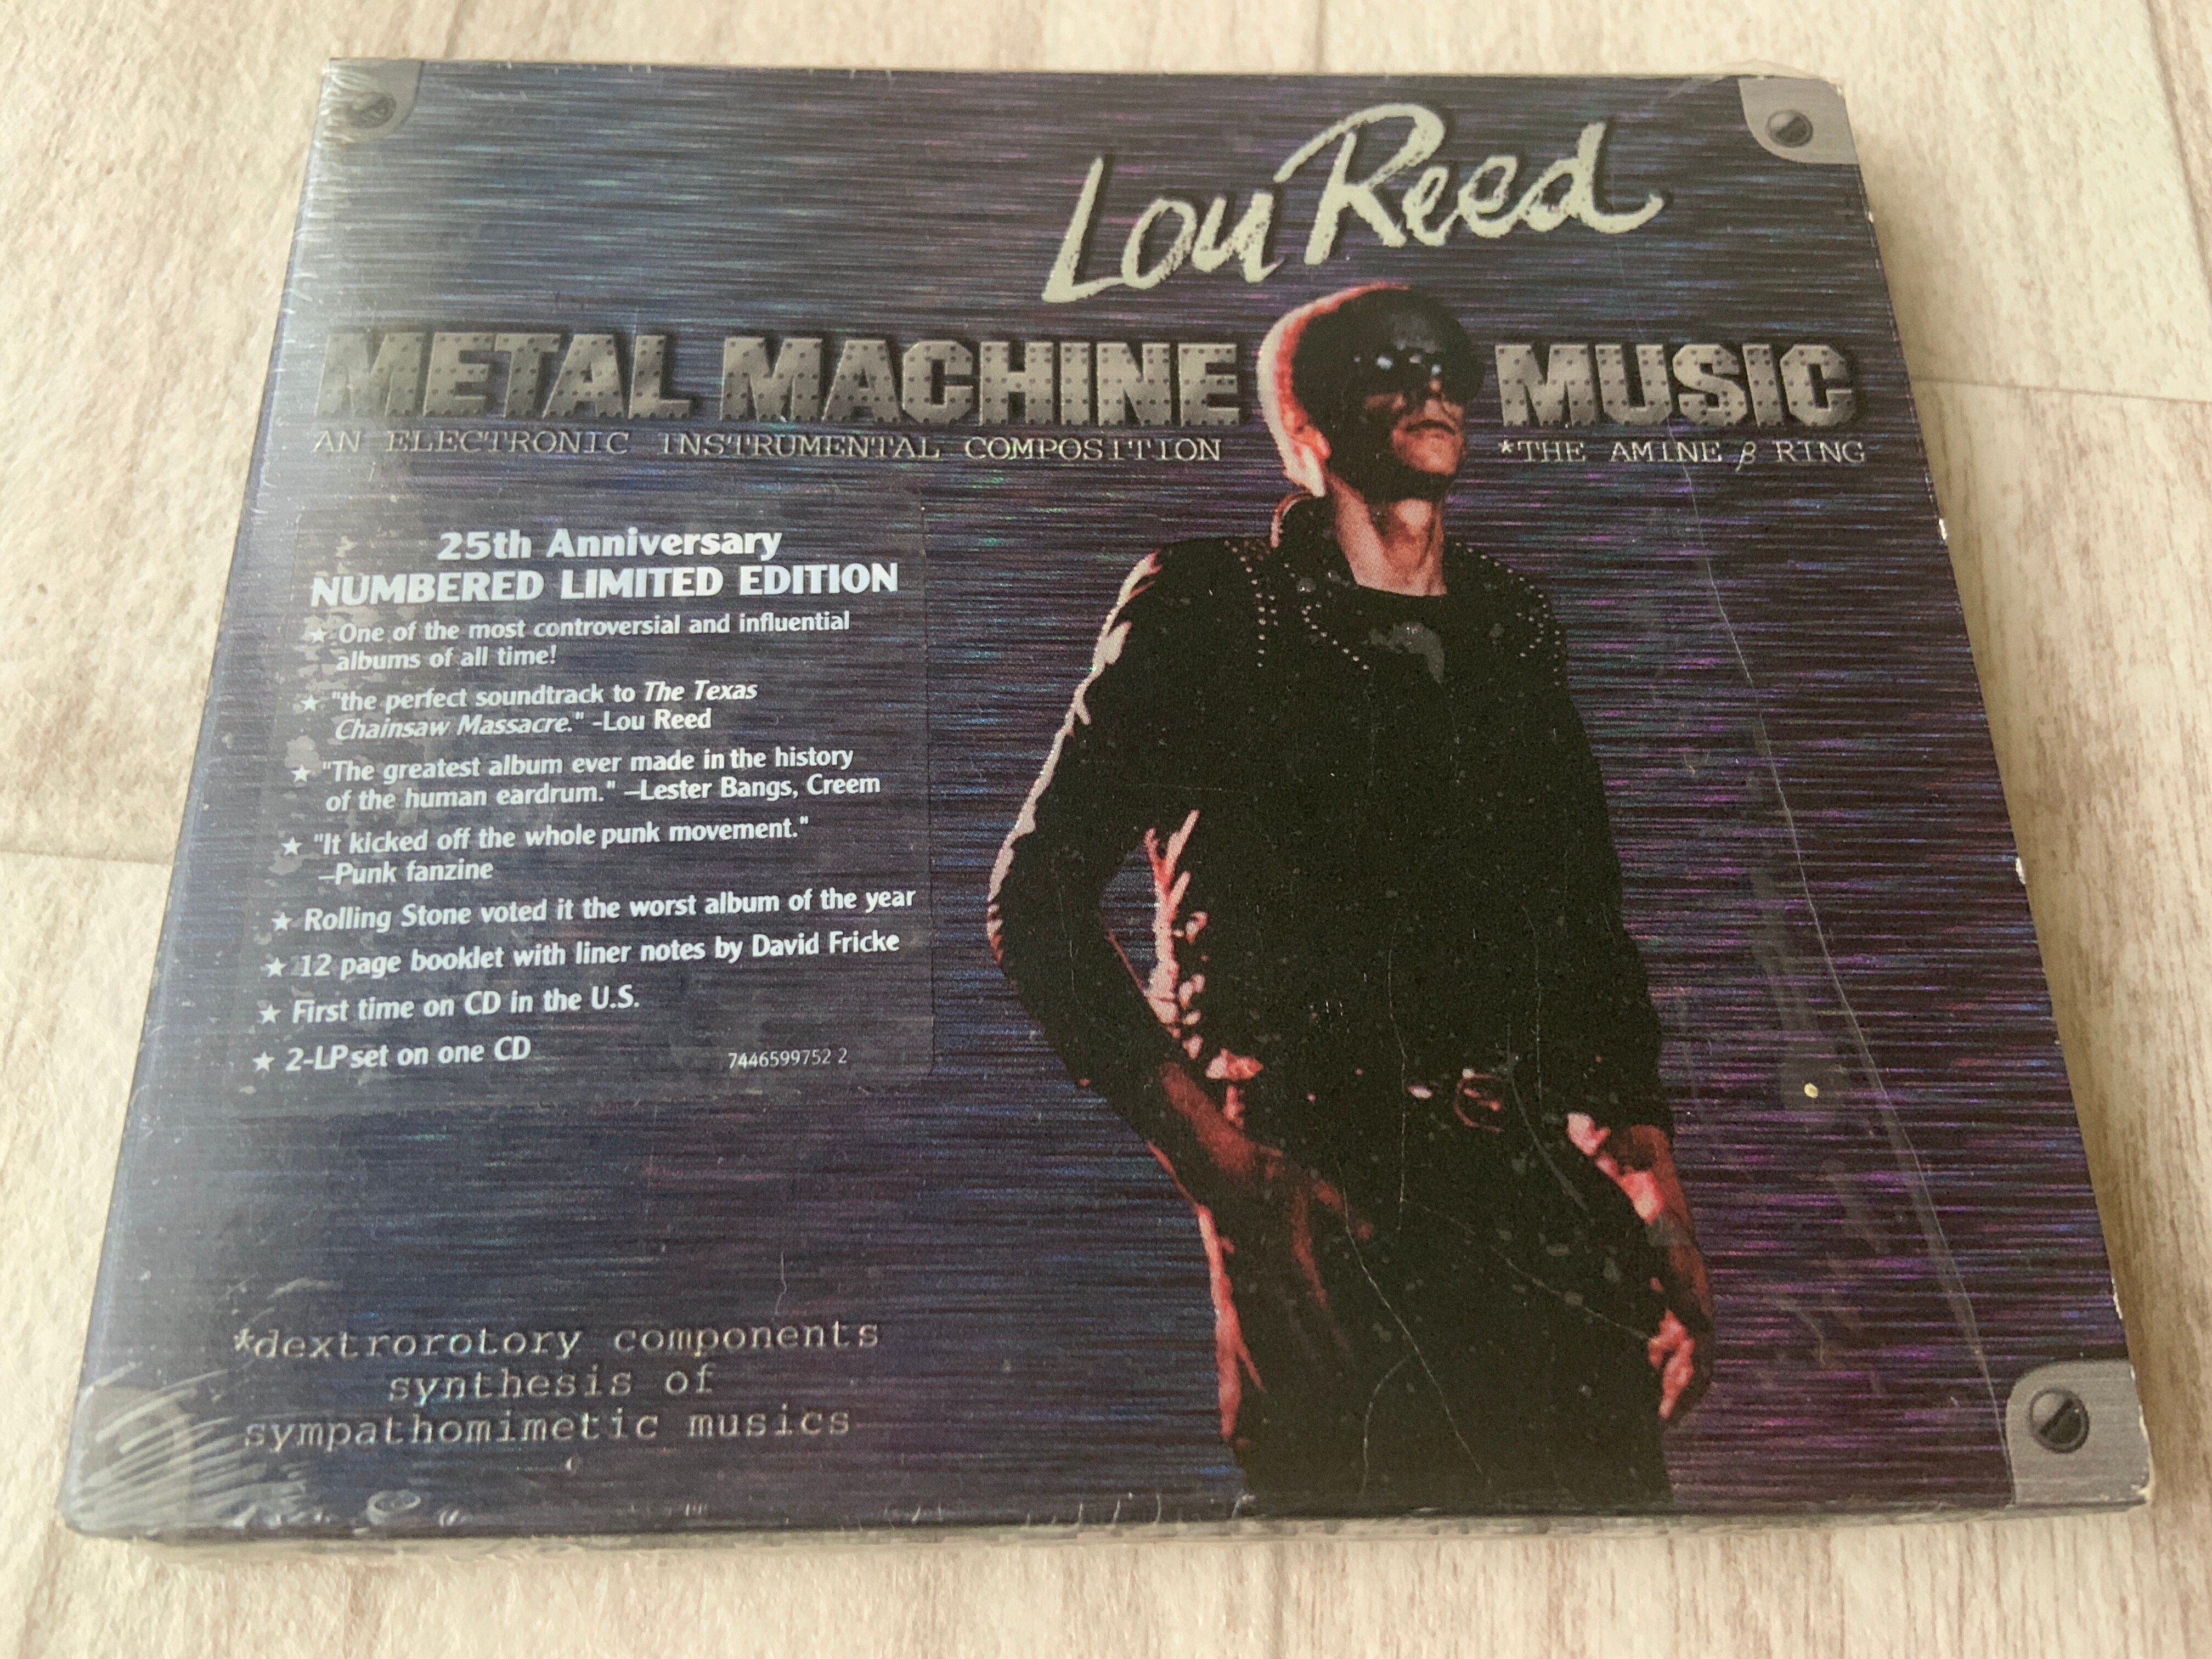 Lou Reed
METAL MACHINE MUSIC
AN ELECTRONIC INSTRUMENTAL COMPOSITION *THE AMINE β RING
25th Anniversary
NUMBERED LIMITED EDITION
★ One of the most controversial and influential
albums of all time!
★ "the perfect soundtrack to The Texas
Chainsaw Massacre." -Lou Reed
★ "The greatest album ever made in the history
of the human eardrum." –Lester Bangs, Creem
★ "It kicked off the whole punk movement."
–Punk fanzine
★ Rolling Stone voted it the worst album of the year
★ 12 page booklet with liner notes by David Fricke
★ First time on CD in the U.S.
★ 2-LP set on one CD
7446599752 2
*dextrorotory components
synthesis of
sympathomimetic musics